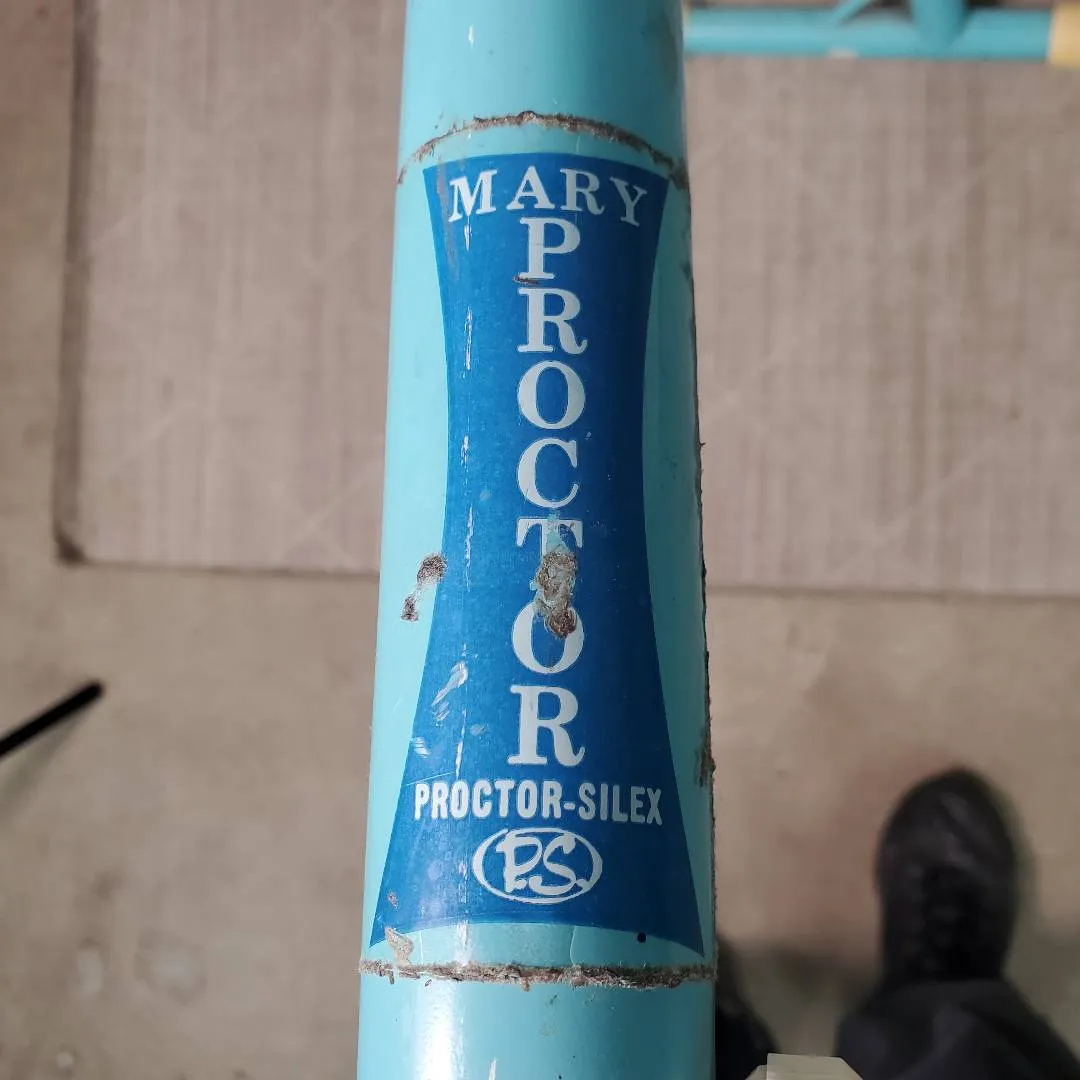 MARY
PROCTOR
PROCTOR-SILEX
P.S.